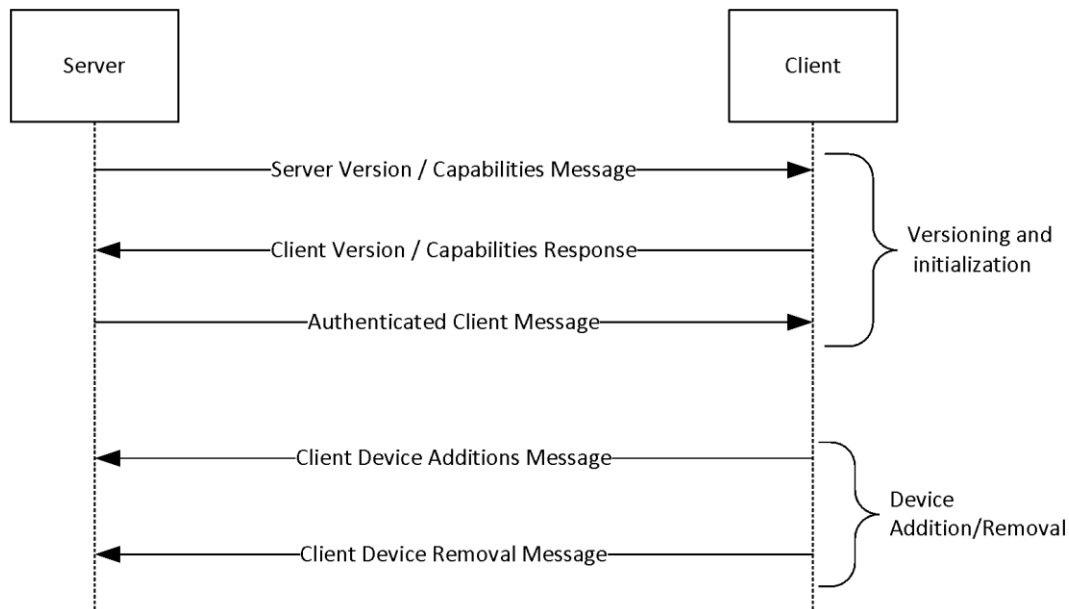 Server
Client
Server Version / Capabilities Message
Client Version / Capabilities Response
Versioning and
initialization
Authenticated Client Message
Client Device Additions Message
Device
Addition/Removal
Client Device Removal Message